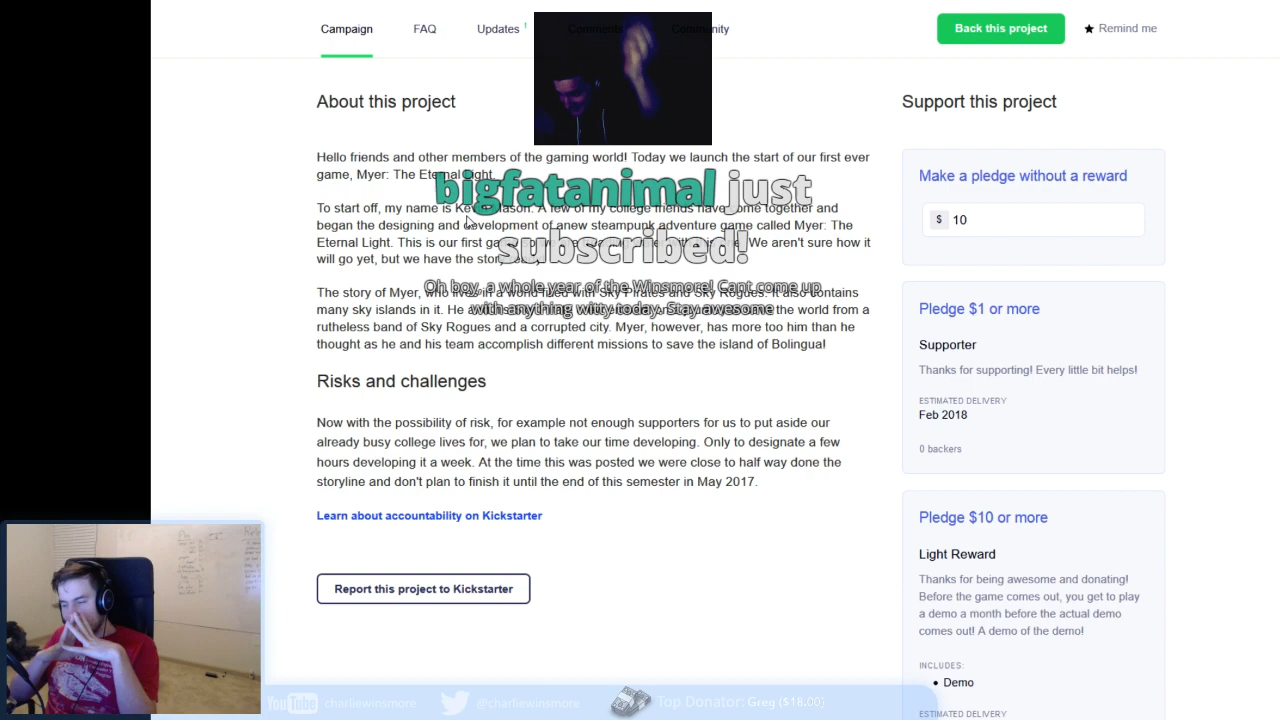 Campaign
FAQ
Updates 1
Comments
Community
Back this project
Remind me
About this project
Support this project
Hello friends and other members of the gaming world! Today we launch the start of our first ever
game, Myer: The Eternal Light.
bigfatanimal just
subscribed!
Oh boy, a whole year of the Winsmore! Cant come up
with anything witty today. Stay awesome
To start off, my name is Kevin Mason. A few of my college friends have come together and
began the designing and development of anew steampunk adventure game called Myer: The
Eternal Light. This is our first
We aren't sure how it
will go yet, but we have the story
The story of Myer, who lives in a world filled with Sky Pirates and Sky Rogues. It also contains
many sky islands in it. He
the world from a
ruthless band of Sky Rogues and a corrupted city. Myer, however, has more too him than he
thought as he and his team accomplish different missions to save the island of Bolingua!
Risks and challenges
Now with the possibility of risk, for example not enough supporters for us to put aside our
already busy college lives for, we plan to take our time developing. Only to designate a few
hours developing it a week. At the time this was posted we were close to half way done the
storyline and don't plan to finish it until the end of this semester in May 2017.
Learn about accountability on Kickstarter
Report this project to Kickstarter
Make a pledge without a reward
$ 10
Pledge $1 or more
Supporter
Thanks for supporting! Every little bit helps!
ESTIMATED DELIVERY
Feb 2018
0 backers
Pledge $10 or more
Light Reward
Thanks for being awesome and donating!
Before the game comes out, you get to play
a demo a month before the actual demo
comes out! A demo of the demo!
INCLUDES:
• Demo
ESTIMATED DELIVERY
YouTube charliewinsmore
@charliewinsmore
Top Donator: Greg ($18.00)